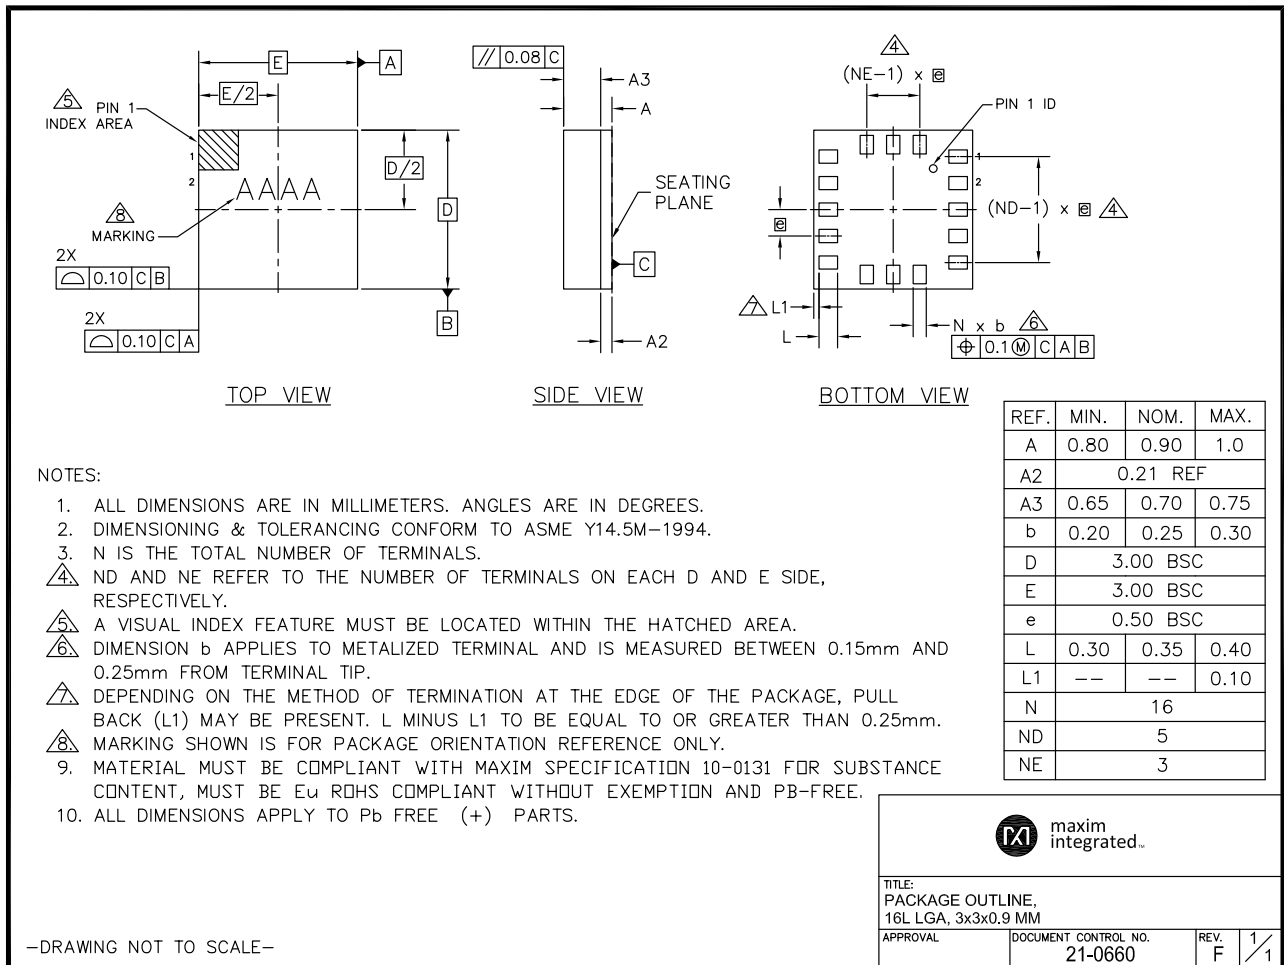 E
A
E/2
5 PIN 1
INDEX AREA
1
2
AAAA
8
MARKING
D/2
D
B
2X
0.10 C B
2X
0.10 C A
TOP VIEW
// 0.08 C
A3
A
SEATING
PLANE
C
A2
SIDE VIEW
4
(NE-1) x e
PIN 1 ID
1
2
(ND-1) x e 4
e
7 L1
L
N x b 6
⌖ 0.1 Ⓜ C A B
BOTTOM VIEW
REF. MIN. NOM. MAX.
A 0.80 0.90 1.0
A2 0.21 REF
A3 0.65 0.70 0.75
b 0.20 0.25 0.30
D 3.00 BSC
E 3.00 BSC
e 0.50 BSC
L 0.30 0.35 0.40
L1 -- -- 0.10
N 16
ND 5
NE 3
NOTES:
1. ALL DIMENSIONS ARE IN MILLIMETERS. ANGLES ARE IN DEGREES.
2. DIMENSIONING & TOLERANCING CONFORM TO ASME Y14.5M-1994.
3. N IS THE TOTAL NUMBER OF TERMINALS.
4. ND AND NE REFER TO THE NUMBER OF TERMINALS ON EACH D AND E SIDE,
RESPECTIVELY.
5. A VISUAL INDEX FEATURE MUST BE LOCATED WITHIN THE HATCHED AREA.
6. DIMENSION b APPLIES TO METALIZED TERMINAL AND IS MEASURED BETWEEN 0.15mm AND
0.25mm FROM TERMINAL TIP.
7. DEPENDING ON THE METHOD OF TERMINATION AT THE EDGE OF THE PACKAGE, PULL
BACK (L1) MAY BE PRESENT. L MINUS L1 TO BE EQUAL TO OR GREATER THAN 0.25mm.
8. MARKING SHOWN IS FOR PACKAGE ORIENTATION REFERENCE ONLY.
9. MATERIAL MUST BE COMPLIANT WITH MAXIM SPECIFICATION 10-0131 FOR SUBSTANCE
CONTENT, MUST BE Eu ROHS COMPLIANT WITHOUT EXEMPTION AND PB-FREE.
10. ALL DIMENSIONS APPLY TO Pb FREE (+) PARTS.
maxim
integrated™
TITLE:
PACKAGE OUTLINE,
16L LGA, 3x3x0.9 MM
APPROVAL
DOCUMENT CONTROL NO.
21-0660
REV.
F
1/1
-DRAWING NOT TO SCALE-